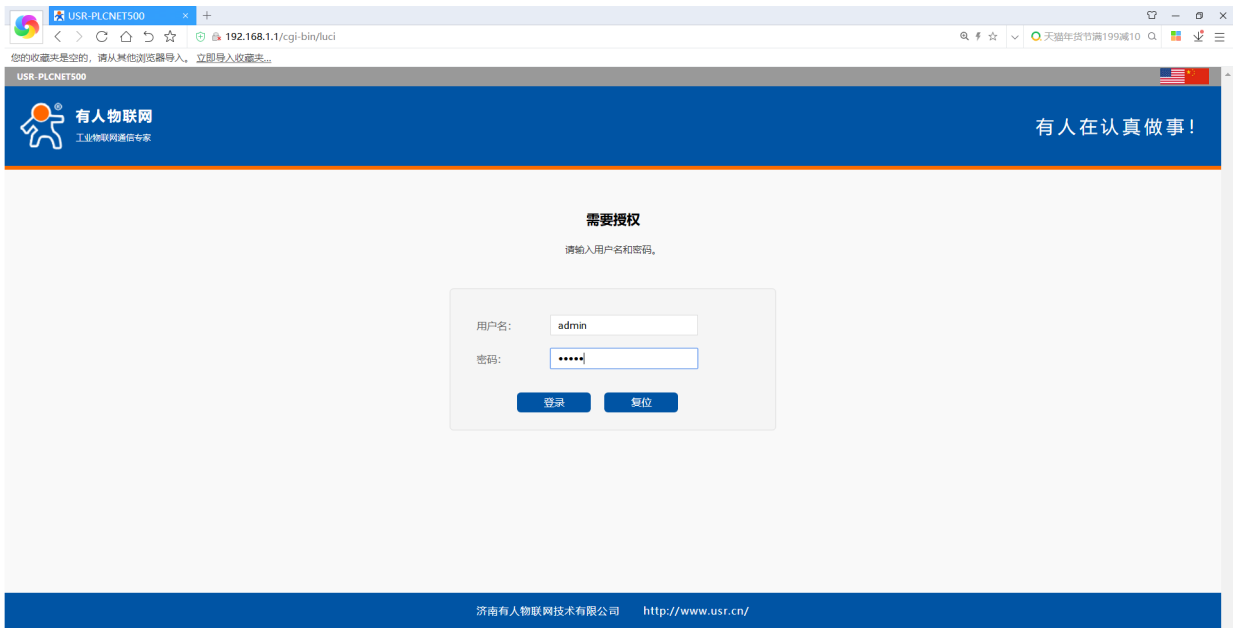 USR-PLCNET500
192.168.1.1/cgi-bin/luci
天猫年货节满199减10
您的收藏夹是空的，请从其他浏览器导入。 立即导入收藏夹...
USR-PLCNET500
有人物联网
®
工业物联网通信专家
有人在认真做事！
需要授权
请输入用户名和密码。
用户名：
admin
密码：
•••••
登录
复位
济南有人物联网技术有限公司 http://www.usr.cn/